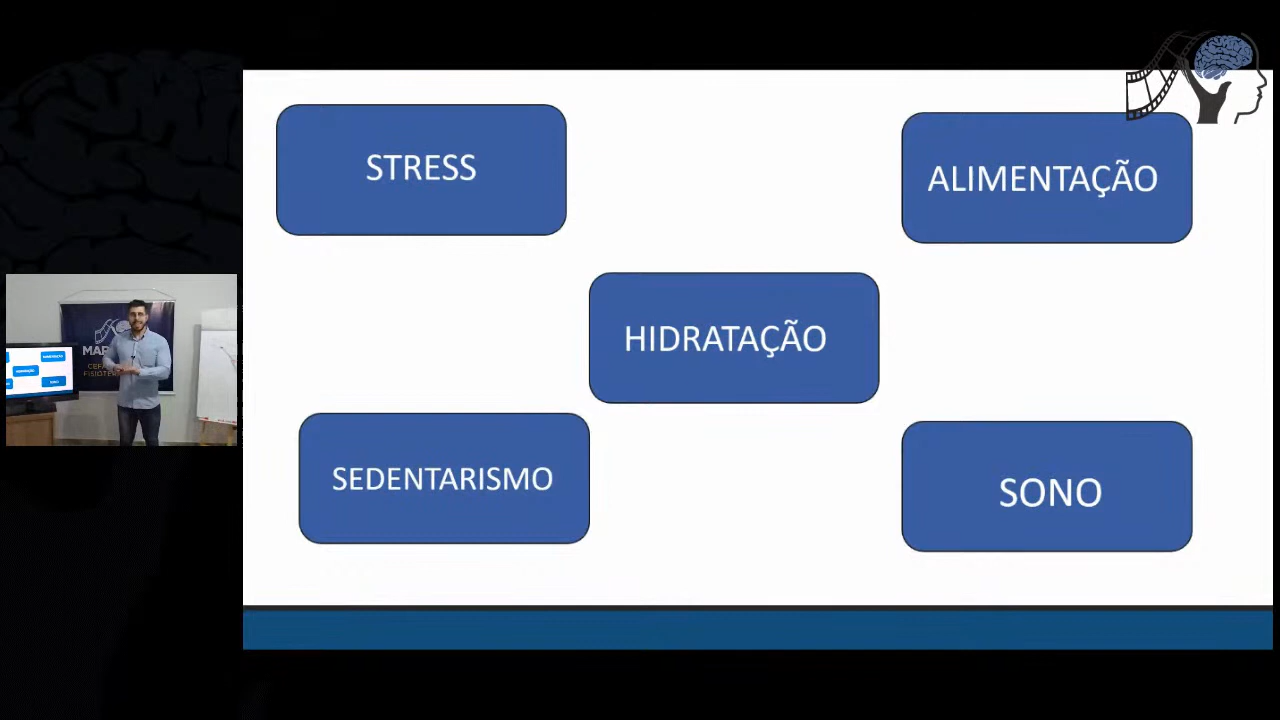 STRESS
ALIMENTAÇÃO
HIDRATAÇÃO
SEDENTARISMO
SONO